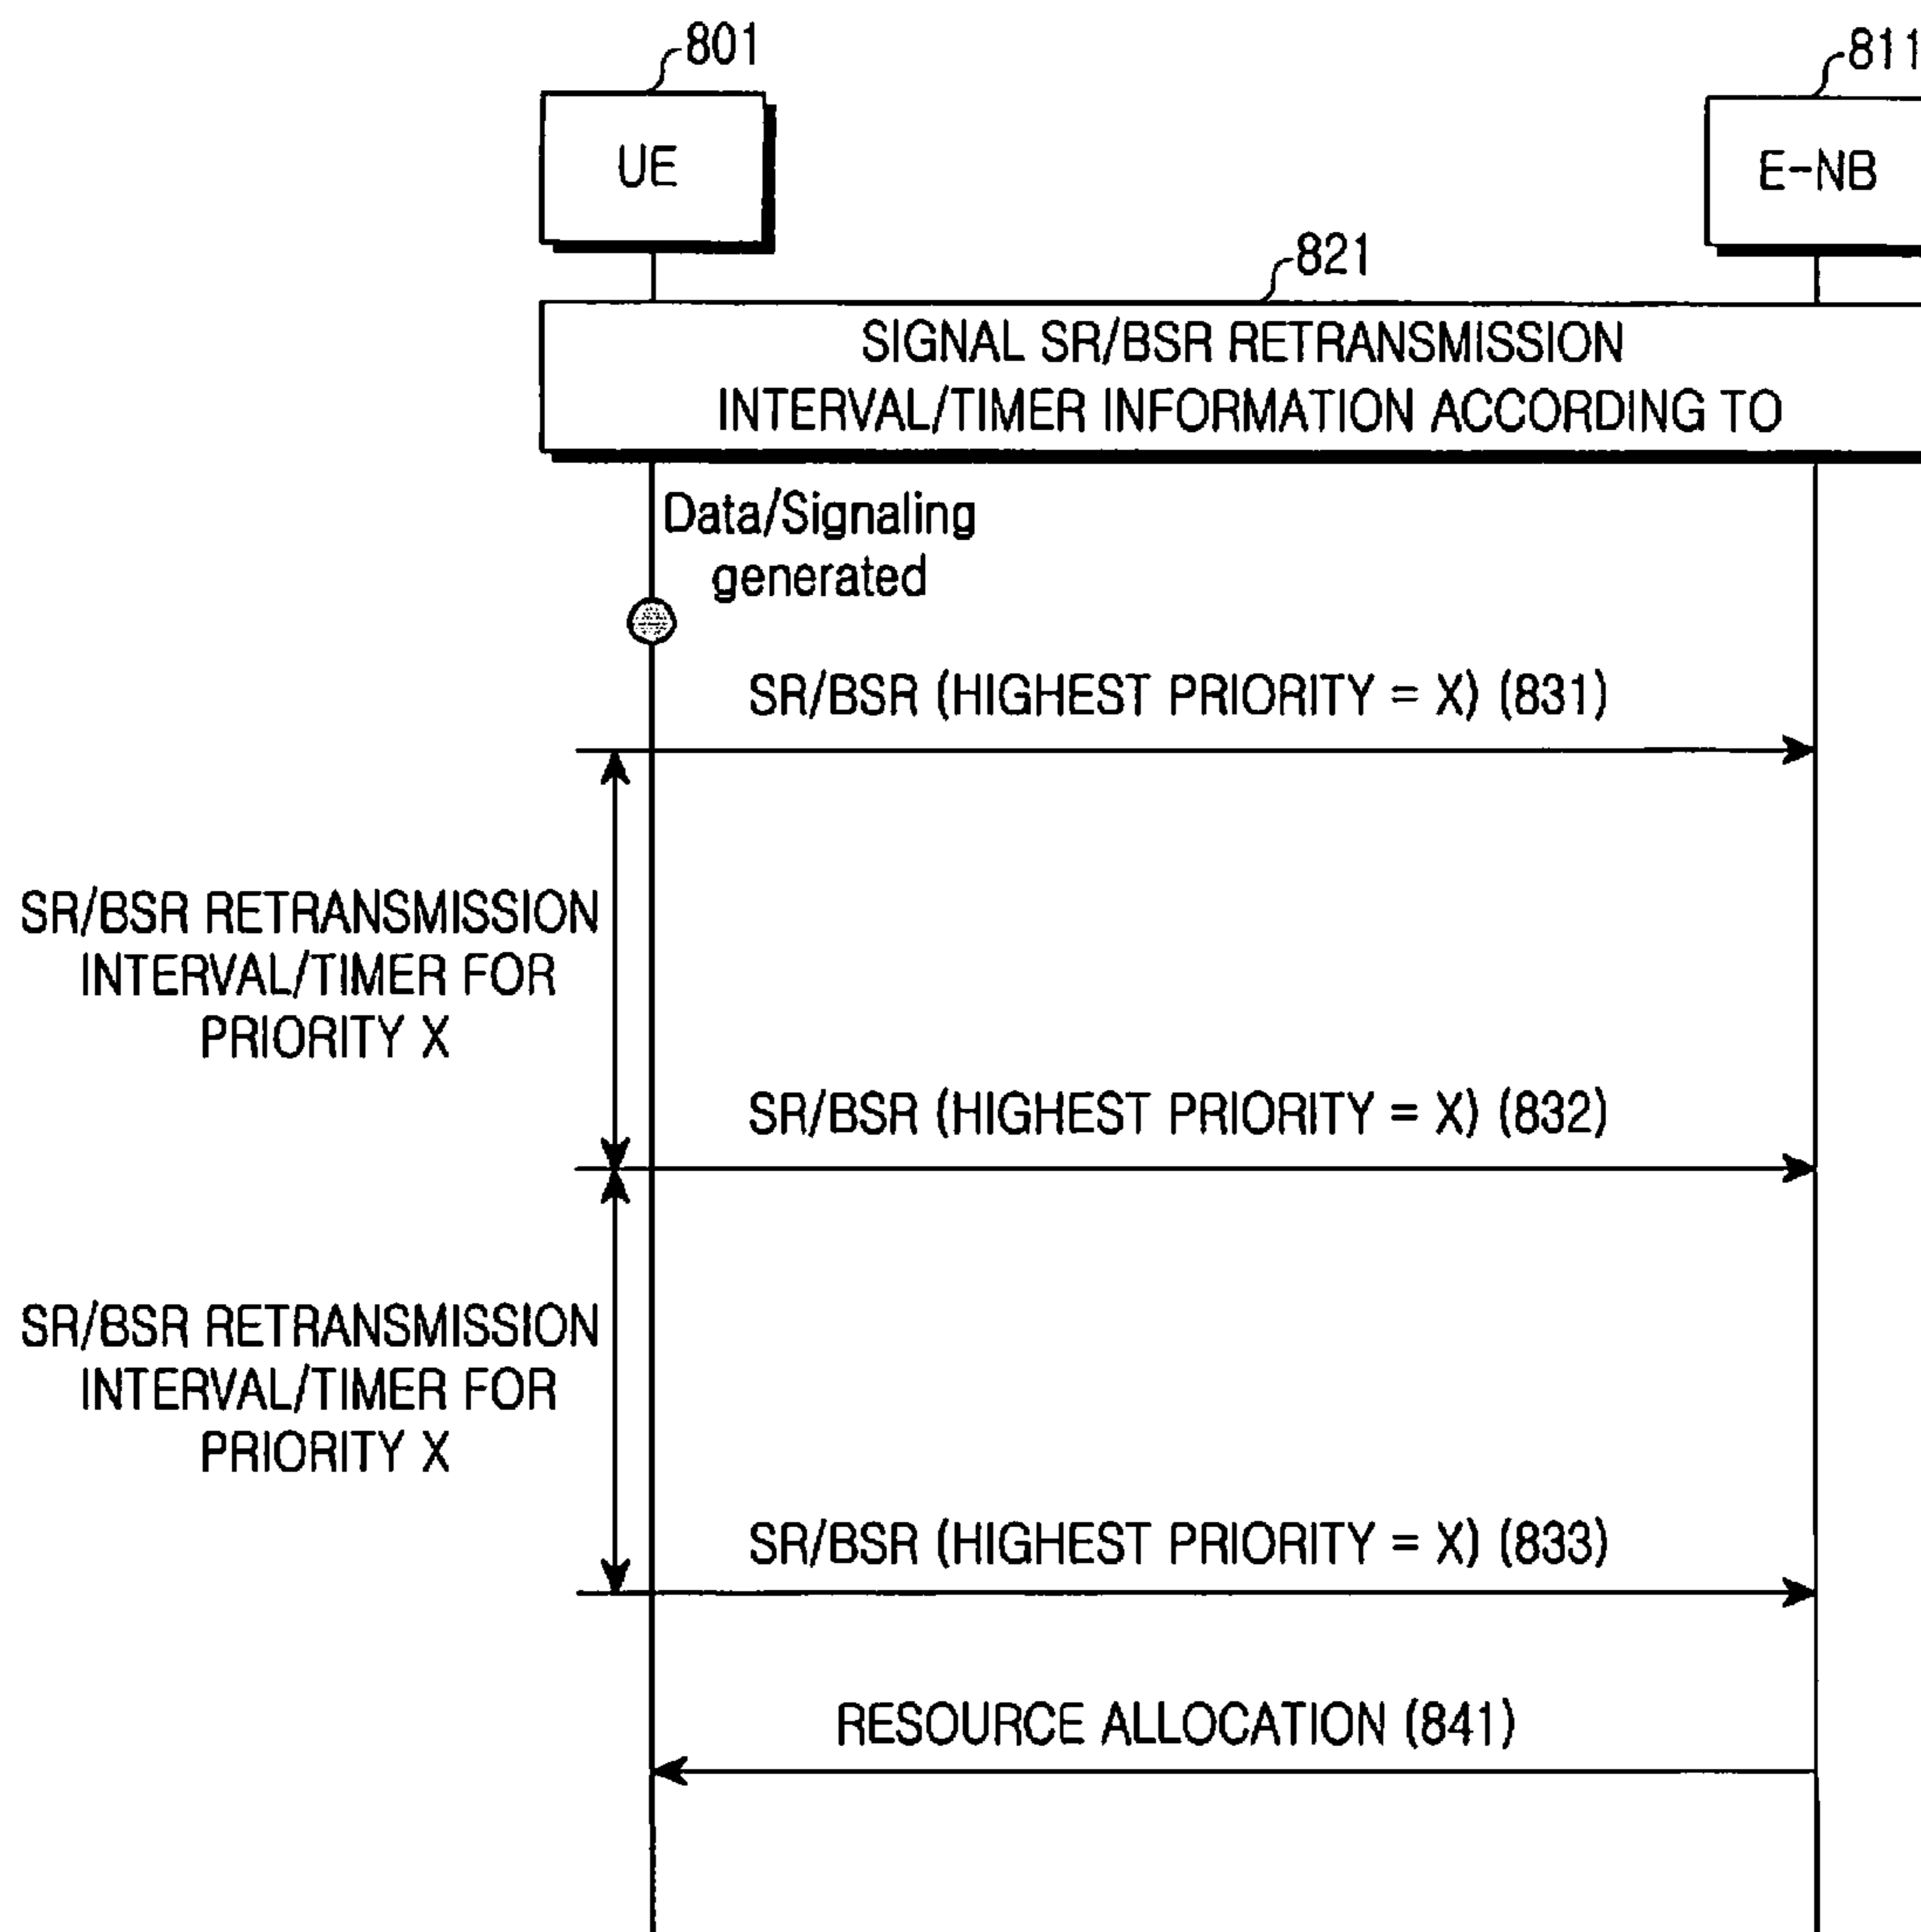 801
811
UE
E-NB
821
SIGNAL SR/BSR RETRANSMISSION
INTERVAL/TIMER INFORMATION ACCORDING TO
Data/Signaling
generated
SR/BSR (HIGHEST PRIORITY = X) (831)
SR/BSR RETRANSMISSION
INTERVAL/TIMER FOR
PRIORITY X
SR/BSR (HIGHEST PRIORITY = X) (832)
SR/BSR RETRANSMISSION
INTERVAL/TIMER FOR
PRIORITY X
SR/BSR (HIGHEST PRIORITY = X) (833)
RESOURCE ALLOCATION (841)